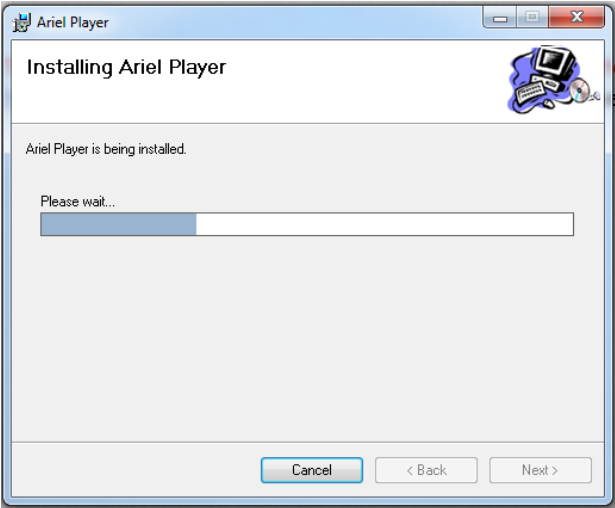 Ariel Player
Installing Ariel Player
Ariel Player is being installed.
Please wait...
Cancel
< Back
Next >